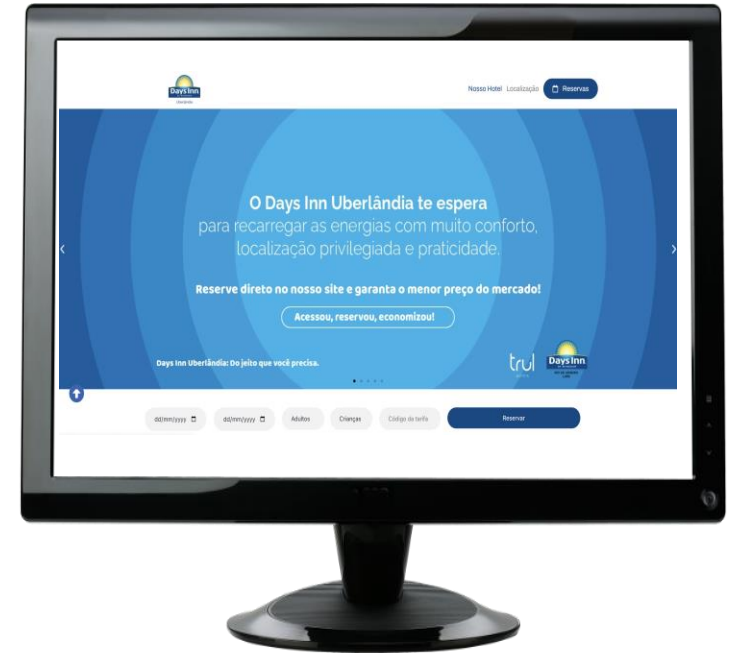 Days Inn
Nosso Hotel Localização Reservas
O Days Inn Uberlândia te espera
para recarregar as energias com muito conforto,
localização privilegiada e praticidade.
Reserve direto no nosso site e garanta o menor preço do mercado!
Acessou, reservou, economizou!
Days Inn Uberlândia: Do jeito que você precisa.
trul
Days Inn
dd/mm/yyyy dd/mm/yyyy Adultos Crianças Código da tarifa Reservar